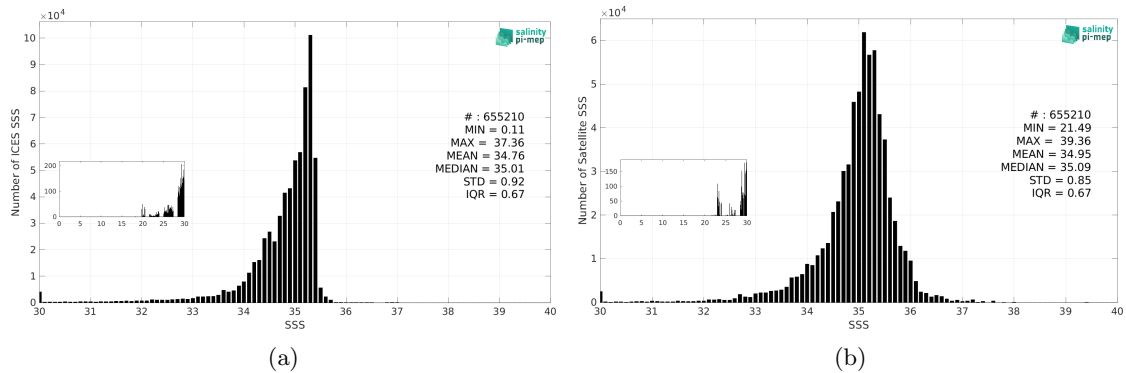 ×10⁴
10
9
8
7
6
5
4
3
2
1
0
Number of ICES SSS
30 31 32 33 34 35 36 37 38 39 40
SSS
salinity
pi-mep
# : 655210
MIN = 0.11
MAX = 37.36
MEAN = 34.76
MEDIAN = 35.01
STD = 0.92
IQR = 0.67
200
100
0
0 5 10 15 20 25 30
(a)
×10⁴
6
5
4
3
2
1
0
Number of Satellite SSS
30 31 32 33 34 35 36 37 38 39 40
SSS
salinity
pi-mep
# : 655210
MIN = 21.49
MAX = 39.36
MEAN = 34.95
MEDIAN = 35.09
STD = 0.85
IQR = 0.67
150
100
50
0
0 5 10 15 20 25 30
(b)